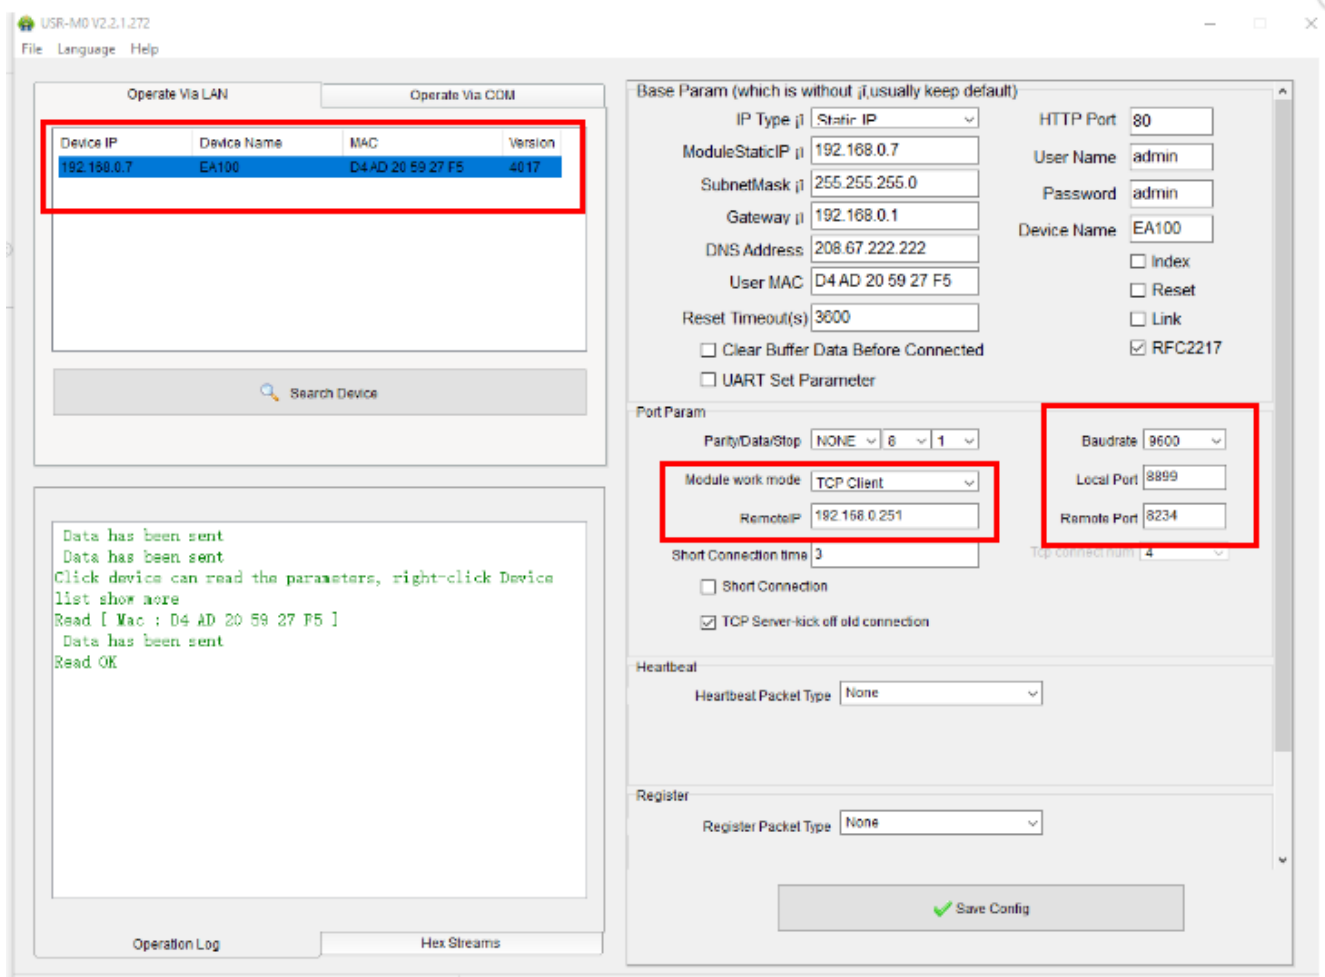 USR-M0 V2.2.1.272
File Language Help
Operate Via LAN
Operate Via COM
Device IP Device Name MAC Version
192.168.0.7 EA100 D4 AD 20 59 27 F5 4017
Search Device
Data has been sent
Data has been sent
Click device can read the parameters, right-click Device
list show more
Read [ Mac : D4 AD 20 59 27 F5 ]
Data has been sent
Read OK
Operation Log
Hex Streams
Base Param (which is without ¡ï,usually keep default)
IP Type ¡ï Static IP
ModuleStaticIP ¡ï 192.168.0.7
SubnetMask ¡ï 255.255.255.0
Gateway ¡ï 192.168.0.1
DNS Address 208.67.222.222
User MAC D4 AD 20 59 27 F5
Reset Timeout(s) 3600
Clear Buffer Data Before Connected
UART Set Parameter
HTTP Port 80
User Name admin
Password admin
Device Name EA100
Index
Reset
Link
RFC2217
Port Param
Parity/Data/Stop NONE 8 1
Module work mode TCP Client
RemoteIP 192.168.0.251
Short Connection time 3
Short Connection
TCP Server-kick off old connection
Baudrate 9600
Local Port 8899
Remote Port 8234
Tcp connect num 4
Heartbeat
Heartbeat Packet Type None
Register
Register Packet Type None
Save Config